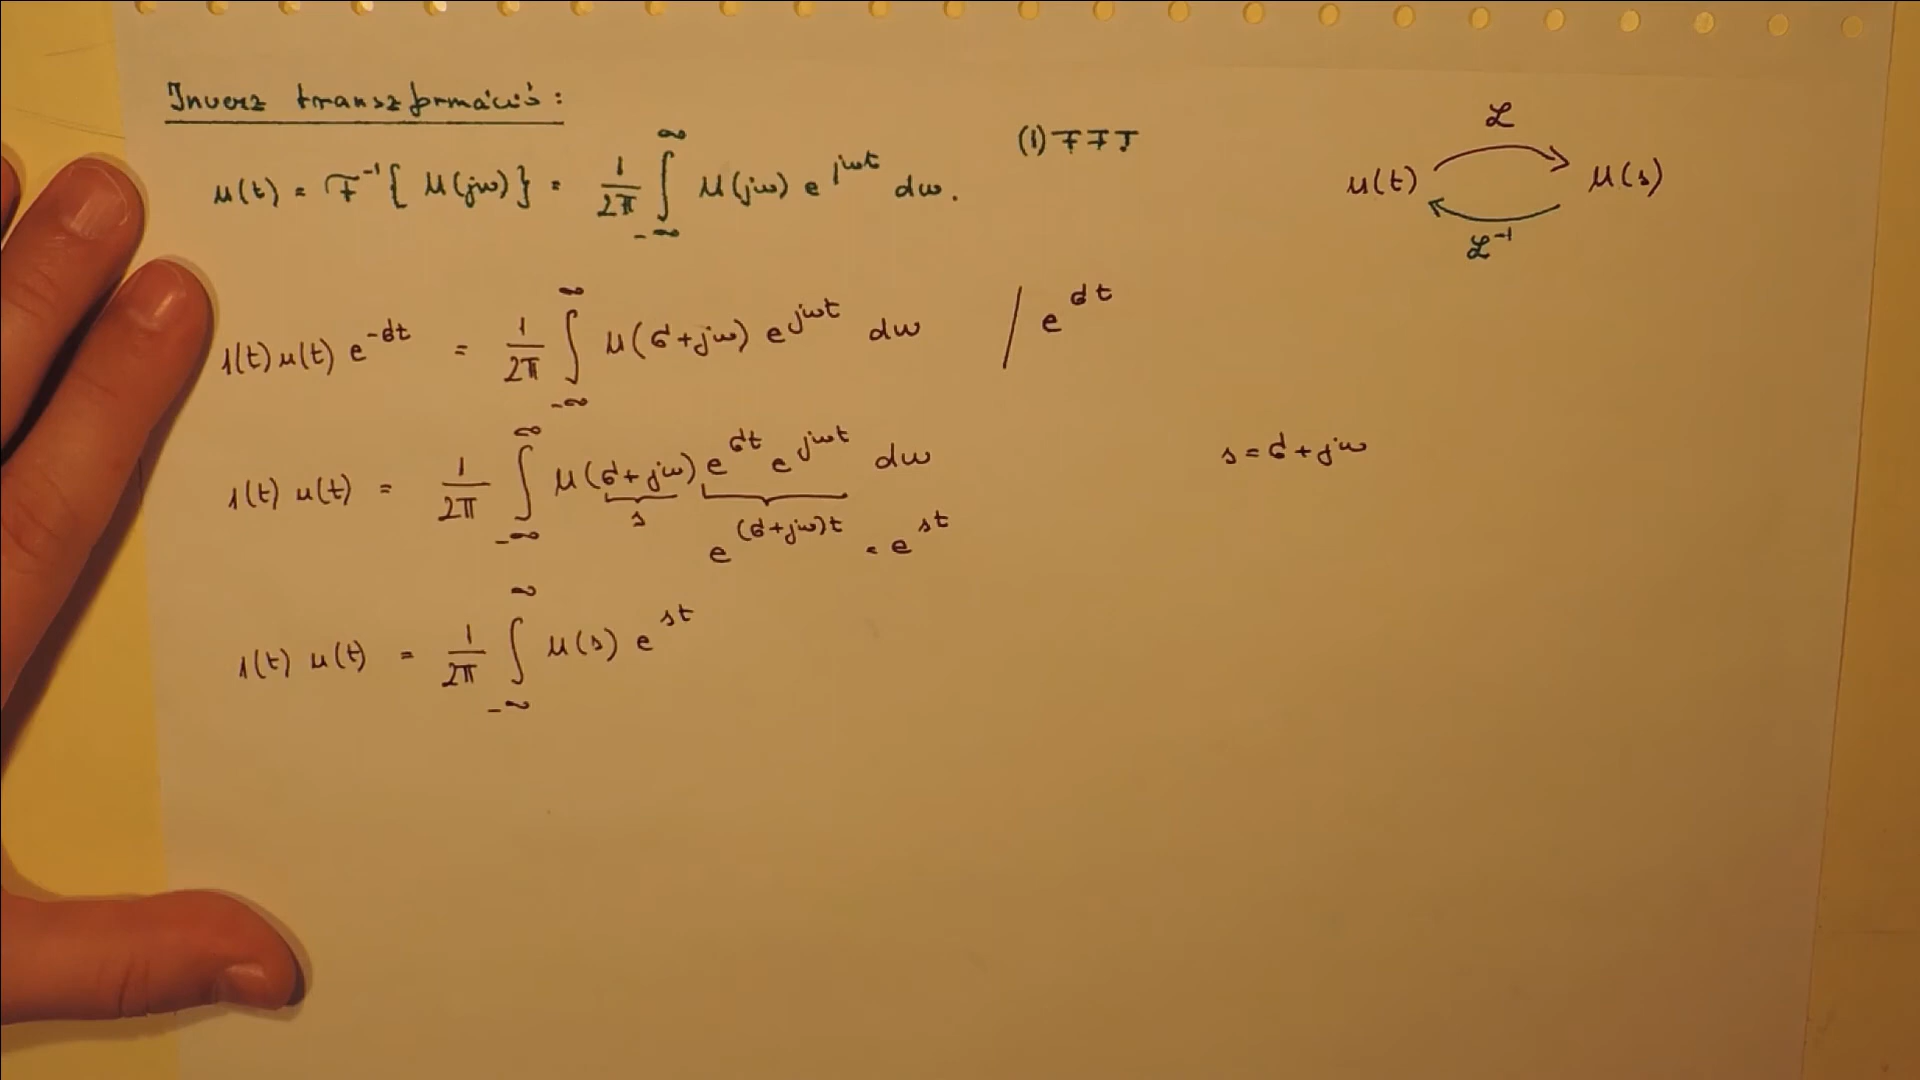 Inverz transzformáció:
u(t) = F⁻¹{ U(jω) } = 1/2π ∫_{-∞}^{∞} U(jω) e^{jωt} dω.
(I) FFT
ℒ
u(t) U(s)
ℒ⁻¹
1(t) u(t) e^{-σt} = 1/2π ∫_{-∞}^{∞} U(σ+jω) e^{jωt} dω / e^{σt}
1(t) u(t) = 1/2π ∫_{-∞}^{∞} U(σ+jω) e^{σt} e^{jωt} dω
s = σ+jω
s
e^{(σ+jω)t} = e^{st}
1(t) u(t) = 1/2π ∫_{-∞}^{∞} U(s) e^{st}